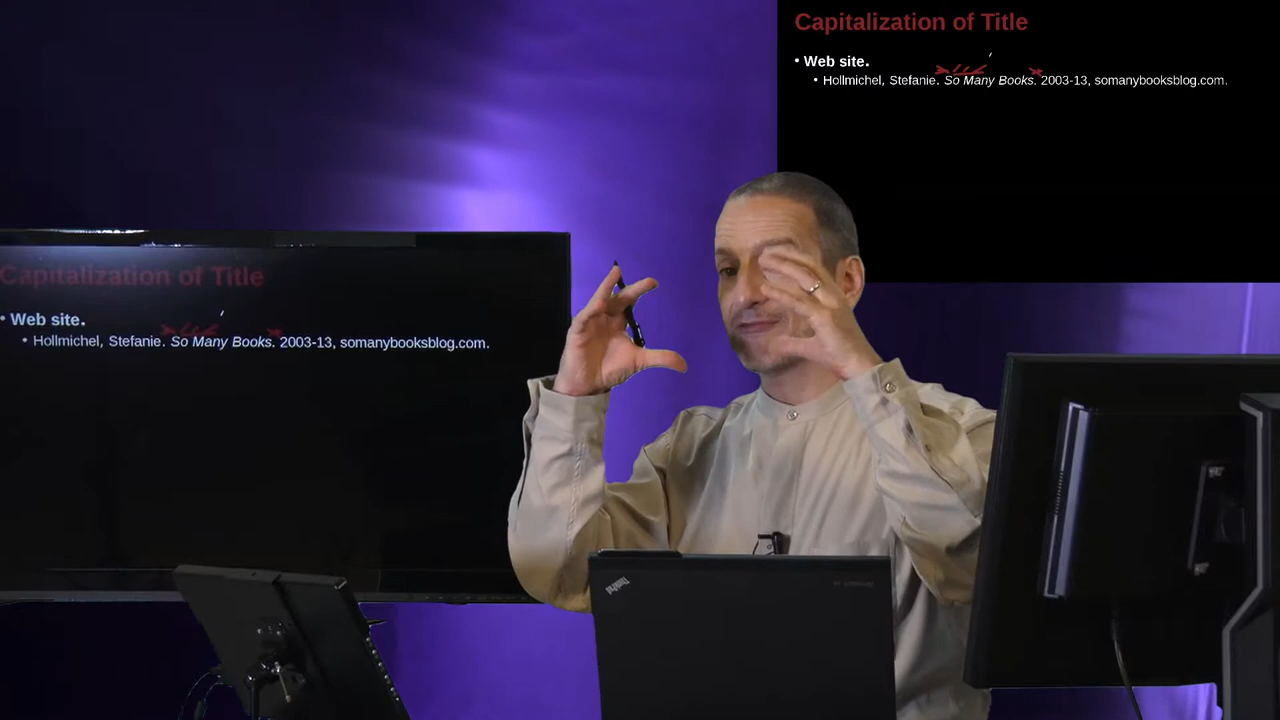 Capitalization of Title
• Web site.
• Hollmichel, Stefanie. So Many Books. 2003-13, somanybooksblog.com.
Capitalization of Title
• Web site.
• Hollmichel, Stefanie. So Many Books. 2003-13, somanybooksblog.com.
ThinkPad